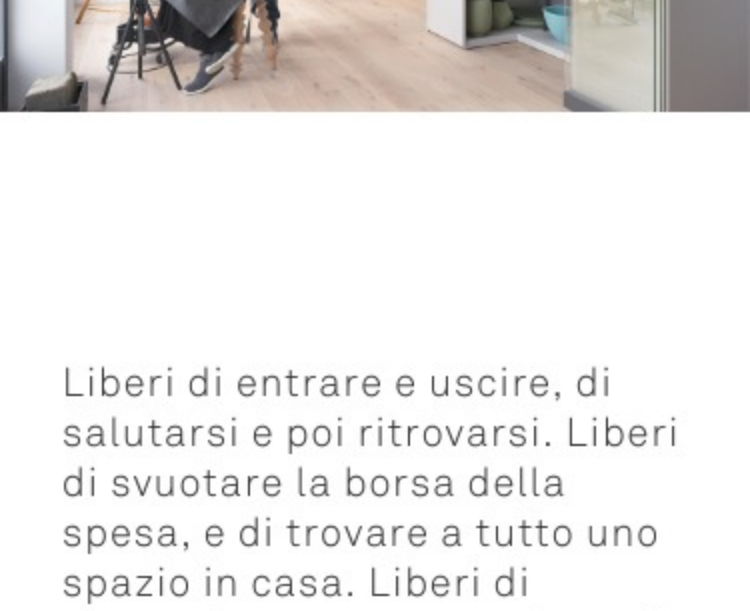 Liberi di entrare e uscire, di
salutarsi e poi ritrovarsi. Liberi
di svuotare la borsa della
spesa, e di trovare a tutto uno
spazio in casa. Liberi di